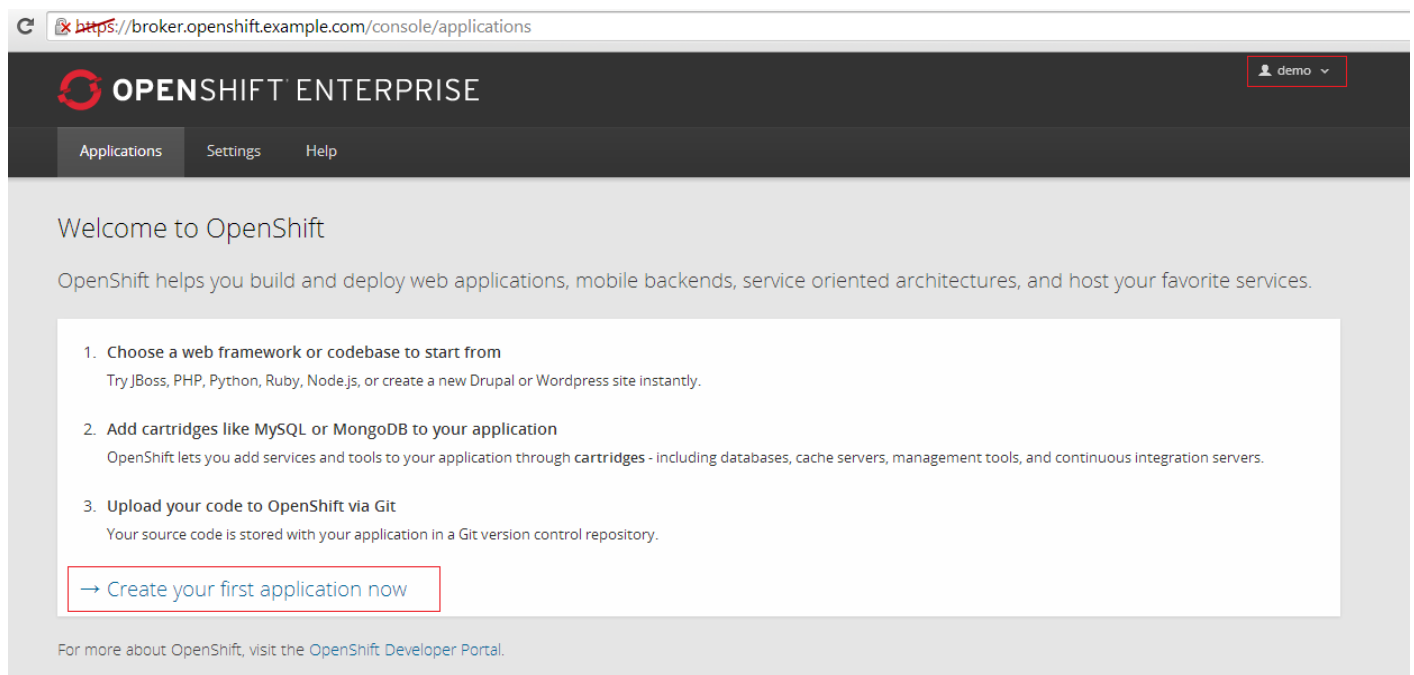 https://broker.openshift.example.com/console/applications
OPENSHIFT ENTERPRISE
demo
Applications Settings Help
Welcome to OpenShift
OpenShift helps you build and deploy web applications, mobile backends, service oriented architectures, and host your favorite services.
1. Choose a web framework or codebase to start from
Try JBoss, PHP, Python, Ruby, Node.js, or create a new Drupal or Wordpress site instantly.
2. Add cartridges like MySQL or MongoDB to your application
OpenShift lets you add services and tools to your application through cartridges - including databases, cache servers, management tools, and continuous integration servers.
3. Upload your code to OpenShift via Git
Your source code is stored with your application in a Git version control repository.
→ Create your first application now
For more about OpenShift, visit the OpenShift Developer Portal.